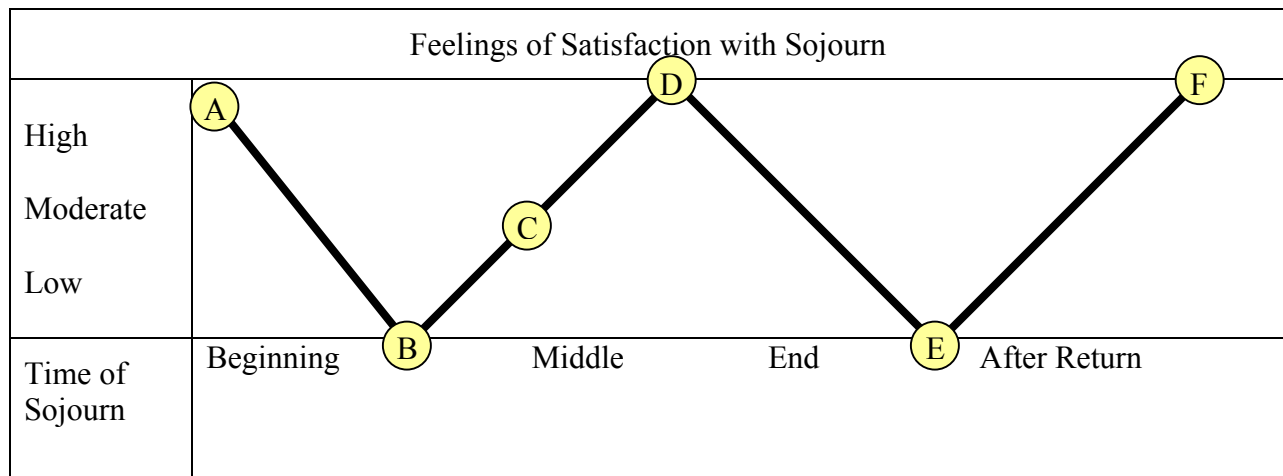 Feelings of Satisfaction with Sojourn
A
D
F
High
Moderate
C
Low
B
E
Beginning
Middle
End
After Return
Time of
Sojourn